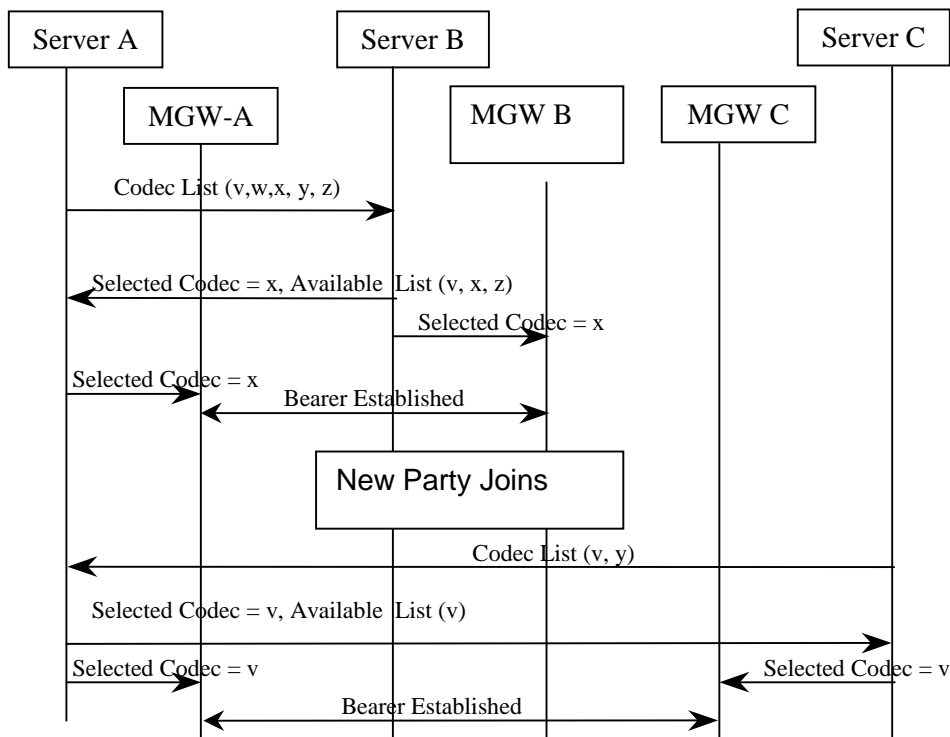 Server A
Server B
Server C
MGW-A
MGW B
MGW C
Codec List (v,w,x, y, z)
Selected Codec = x, Available List (v, x, z)
Selected Codec = x
Selected Codec = x
Bearer Established
New Party Joins
Codec List (v, y)
Selected Codec = v, Available List (v)
Selected Codec = v
Selected Codec = v
Bearer Established